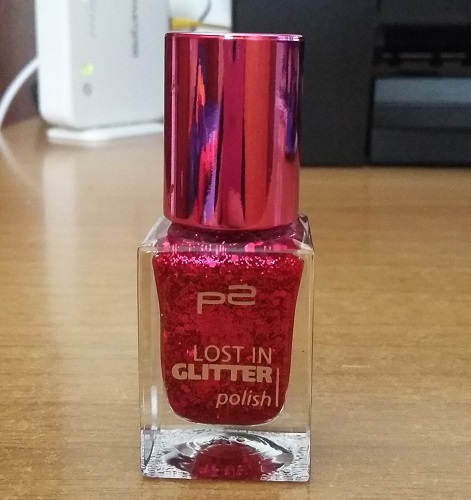 P2
LOST IN
GLITTER
polish